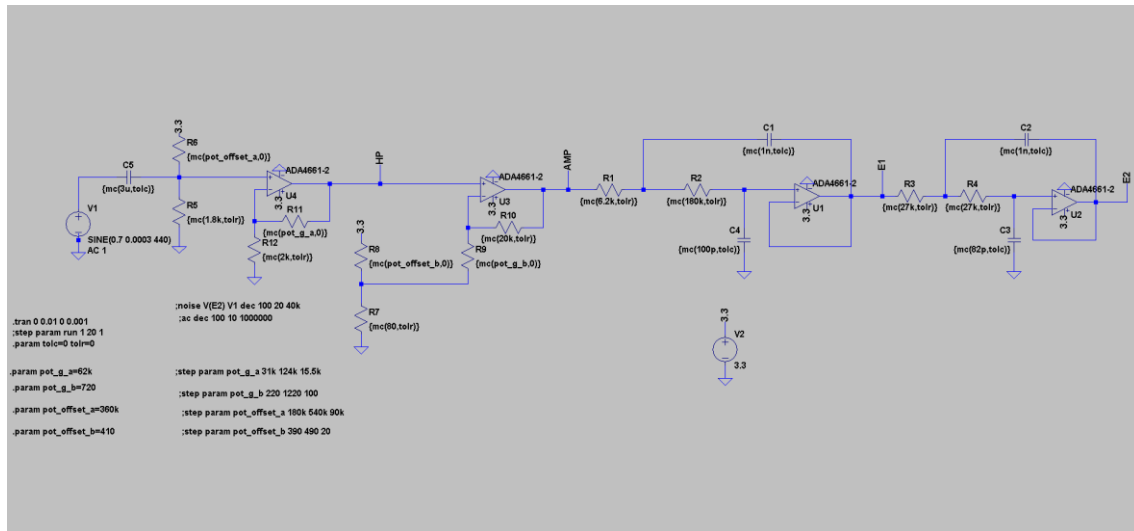 C5
{mc(3u,tolc)}
V1
SINE(0.7 0.0003 440)
AC 1
3.3
R6
{mc(pot_offset_a,0)}
R5
{mc(1.8k,tolr)}
ADA4661-2
3.3
U4
R11
{mc(pot_g_a,0)}
R12
{mc(2k,tolr)}
HP
3.3
R8
{mc(pot_offset_b,0)}
R7
{mc(80,tolr)}
ADA4661-2
3.3
U3
R10
{mc(20k,tolr)}
R9
{mc(pot_g_b,0)}
AMP
R1
{mc(6.2k,tolr)}
C1
{mc(1n,tolc)}
R2
{mc(180k,tolr)}
C4
{mc(100p,tolc)}
ADA4661-2
3.3
U1
E1
R3
{mc(27k,tolr)}
C2
{mc(1n,tolc)}
R4
{mc(27k,tolr)}
C3
{mc(82p,tolc)}
ADA4661-2
3.3
U2
E2
3.3
V2
3.3
;noise V(E2) V1 dec 100 20 40k
;ac dec 100 10 1000000
.tran 0 0.01 0 0.001
;step param run 1 20 1
.param tolc=0 tolr=0
.param pot_g_a=62k
.param pot_g_b=720
.param pot_offset_a=360k
.param pot_offset_b=410
;step param pot_g_a 31k 124k 15.5k
;step param pot_g_b 220 1220 100
;step param pot_offset_a 180k 540k 90k
;step param pot_offset_b 390 490 20